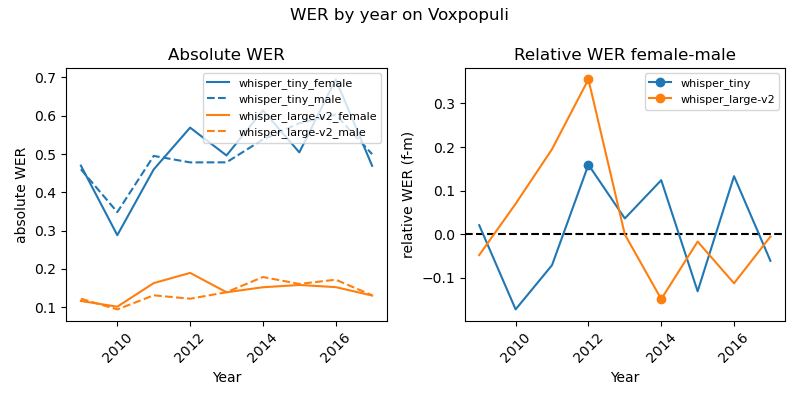 WER by year on Voxpopuli
Absolute WER
absolute WER
0.7
0.6
0.5
0.4
0.3
0.2
0.1
whisper_tiny_female
whisper_tiny_male
whisper_large-v2_female
whisper_large-v2_male
2010
2012
2014
2016
Year
Relative WER female-male
relative WER (f-m)
0.3
0.2
0.1
0.0
−0.1
whisper_tiny
whisper_large-v2
2010
2012
2014
2016
Year